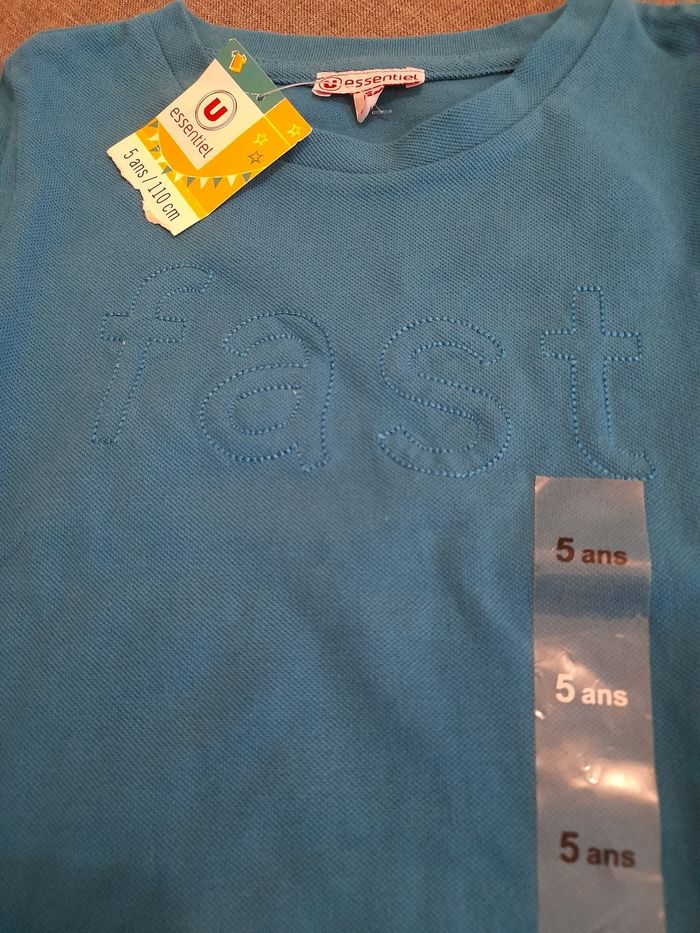 U essentiel
U
essentiel
5 ans / 110 cm
fast
5 ans
5 ans
5 ans